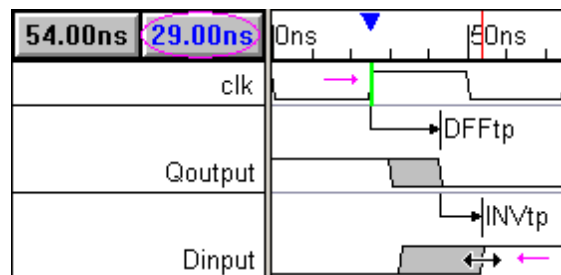 54.00ns 29.00ns 0ns 50ns
clk
DFFtp
Qoutput
INVtp
Dinput